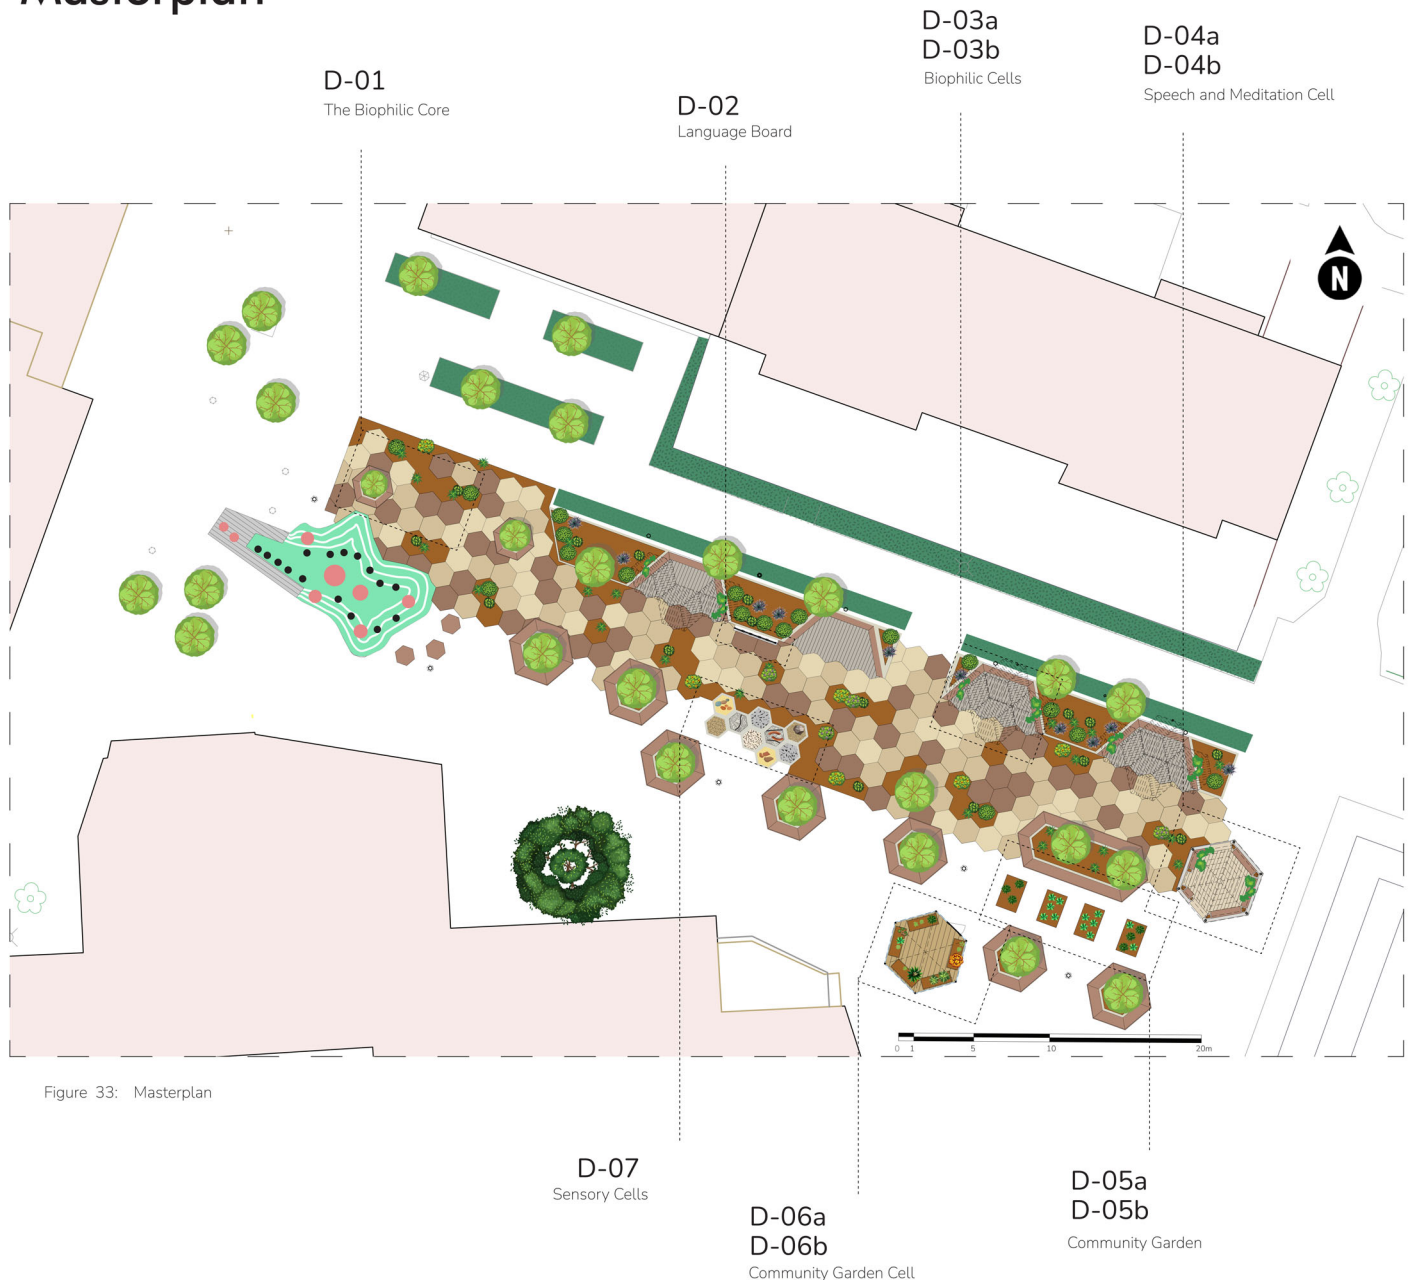 Masterplan
D-01
The Biophilic Core
D-02
Language Board
D-03a
D-03b
Biophilic Cells
D-04a
D-04b
Speech and Meditation Cell
N
0 1 5 10 20m
Figure 33: Masterplan
D-07
Sensory Cells
D-06a
D-06b
Community Garden Cell
D-05a
D-05b
Community Garden